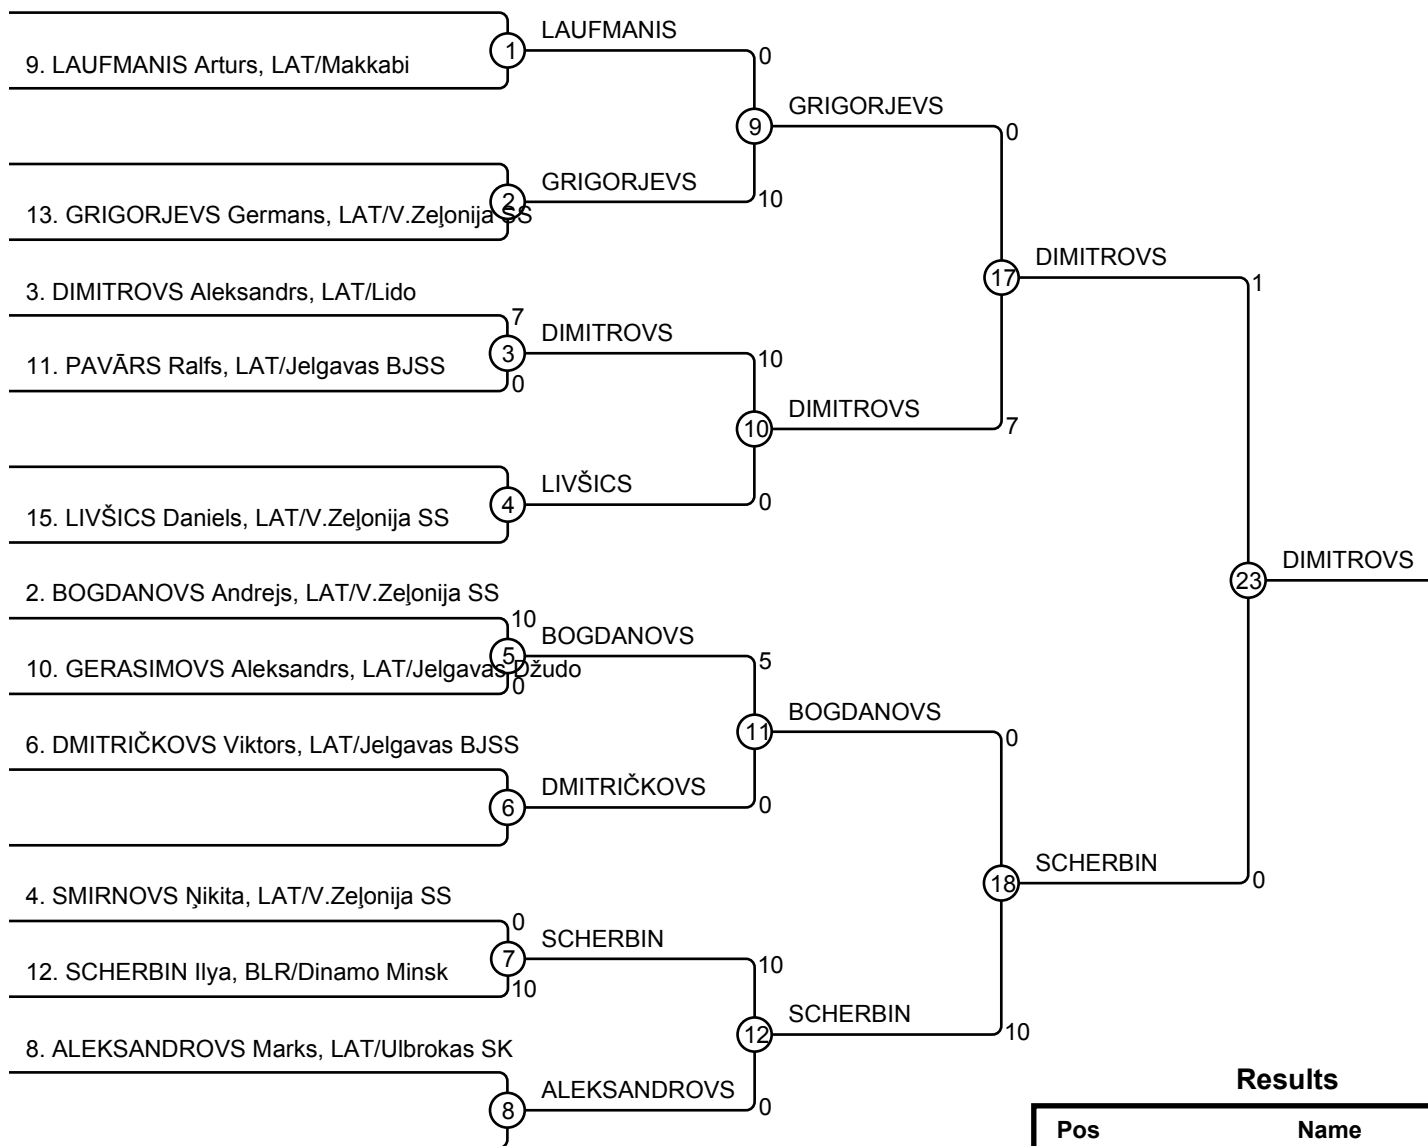 LAUFMANIS
1
0
9. LAUFMANIS Arturs, LAT/Makkabi
GRIGORJEVS
9
0
GRIGORJEVS
2
10
13. GRIGORJEVS Germans, LAT/V.Zeļonija SS
DIMITROVS
17
1
3. DIMITROVS Aleksandrs, LAT/Lido
7
DIMITROVS
3
10
11. PAVĀRS Ralfs, LAT/Jelgavas BJSS
0
DIMITROVS
10
7
LIVŠICS
4
0
15. LIVŠICS Daniels, LAT/V.Zeļonija SS
DIMITROVS
23
2. BOGDANOVS Andrejs, LAT/V.Zeļonija SS
10
BOGDANOVS
5
5
10. GERASIMOVS Aleksandrs, LAT/Jelgavas Džudo
0
BOGDANOVS
11
0
6. DMITRIČKOVS Viktors, LAT/Jelgavas BJSS
DMITRIČKOVS
6
0
SCHERBIN
18
0
4. SMIRNOVS Ņikita, LAT/V.Zeļonija SS
0
SCHERBIN
7
10
12. SCHERBIN Ilya, BLR/Dinamo Minsk
10
SCHERBIN
12
10
8. ALEKSANDROVS Marks, LAT/Ulbrokas SK
ALEKSANDROVS
8
0
Results
Pos Name